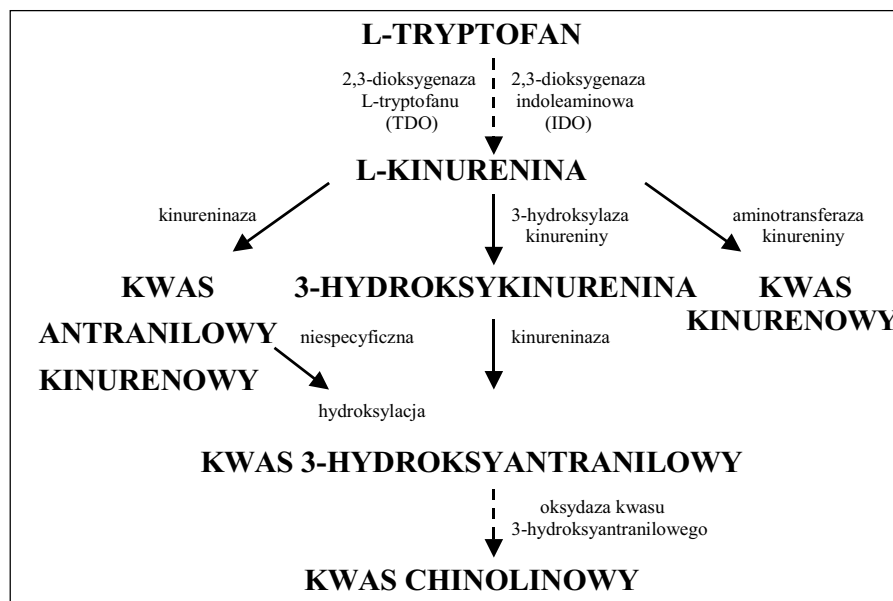 L-TRYPTOFAN
2,3-dioksygenaza
L-tryptofanu
(TDO)
2,3-dioksygenaza
indoleaminowa
(IDO)
L-KINURENINA
kinureninaza
3-hydroksylaza
kinureniny
aminotransferaza
kinureniny
KWAS
ANTRANILOWY
KINURENOWY
3-HYDROKSYKINURENINA
KWAS
KINURENOWY
niespecyficzna
hydroksylacja
kinureninaza
KWAS 3-HYDROKSYANTRANILOWY
oksydaza kwasu
3-hydroksyantranilowego
KWAS CHINOLINOWY